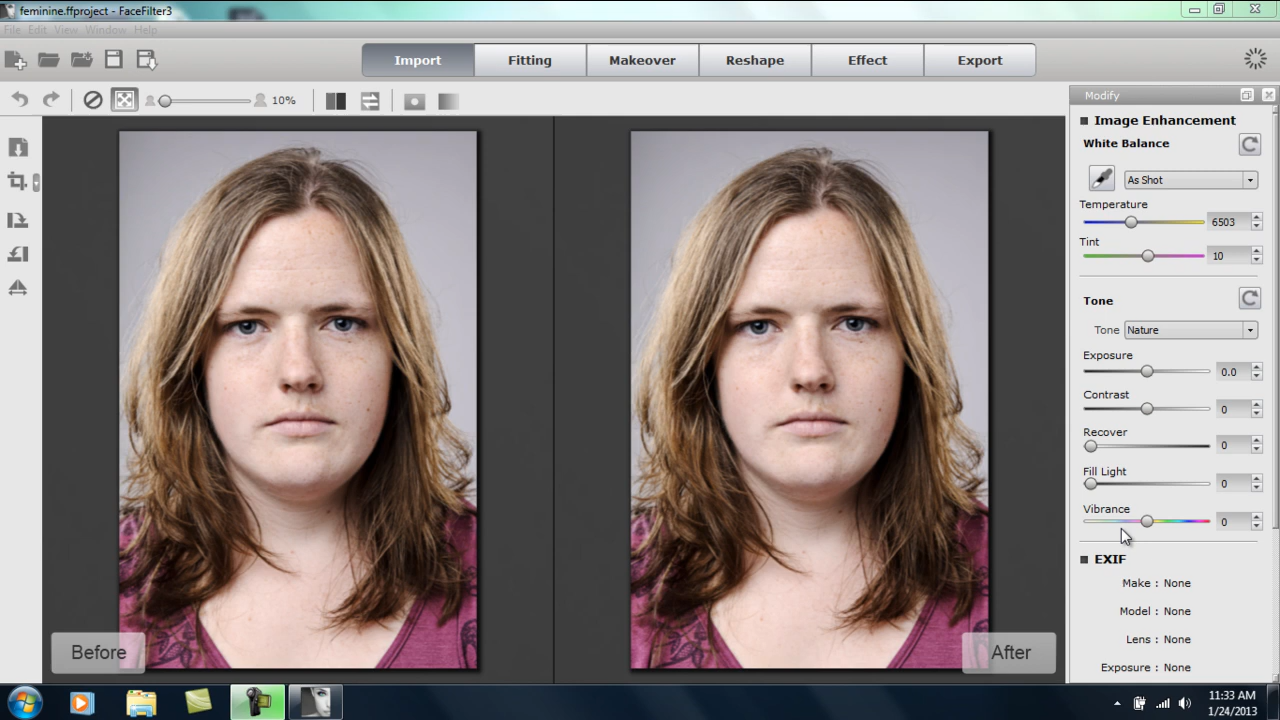 feminine.ffproject - FaceFilter3
File Edit View Window Help
Import Fitting Makeover Reshape Effect Export
10%
Modify
Image Enhancement
White Balance
As Shot
Temperature
6503
Tint
10
Tone
Tone Nature
Exposure
0.0
Contrast
0
Recover
0
Fill Light
0
Vibrance
0
EXIF
Make : None
Model : None
Lens : None
Exposure : None
Before
After
11:33 AM
1/24/2013